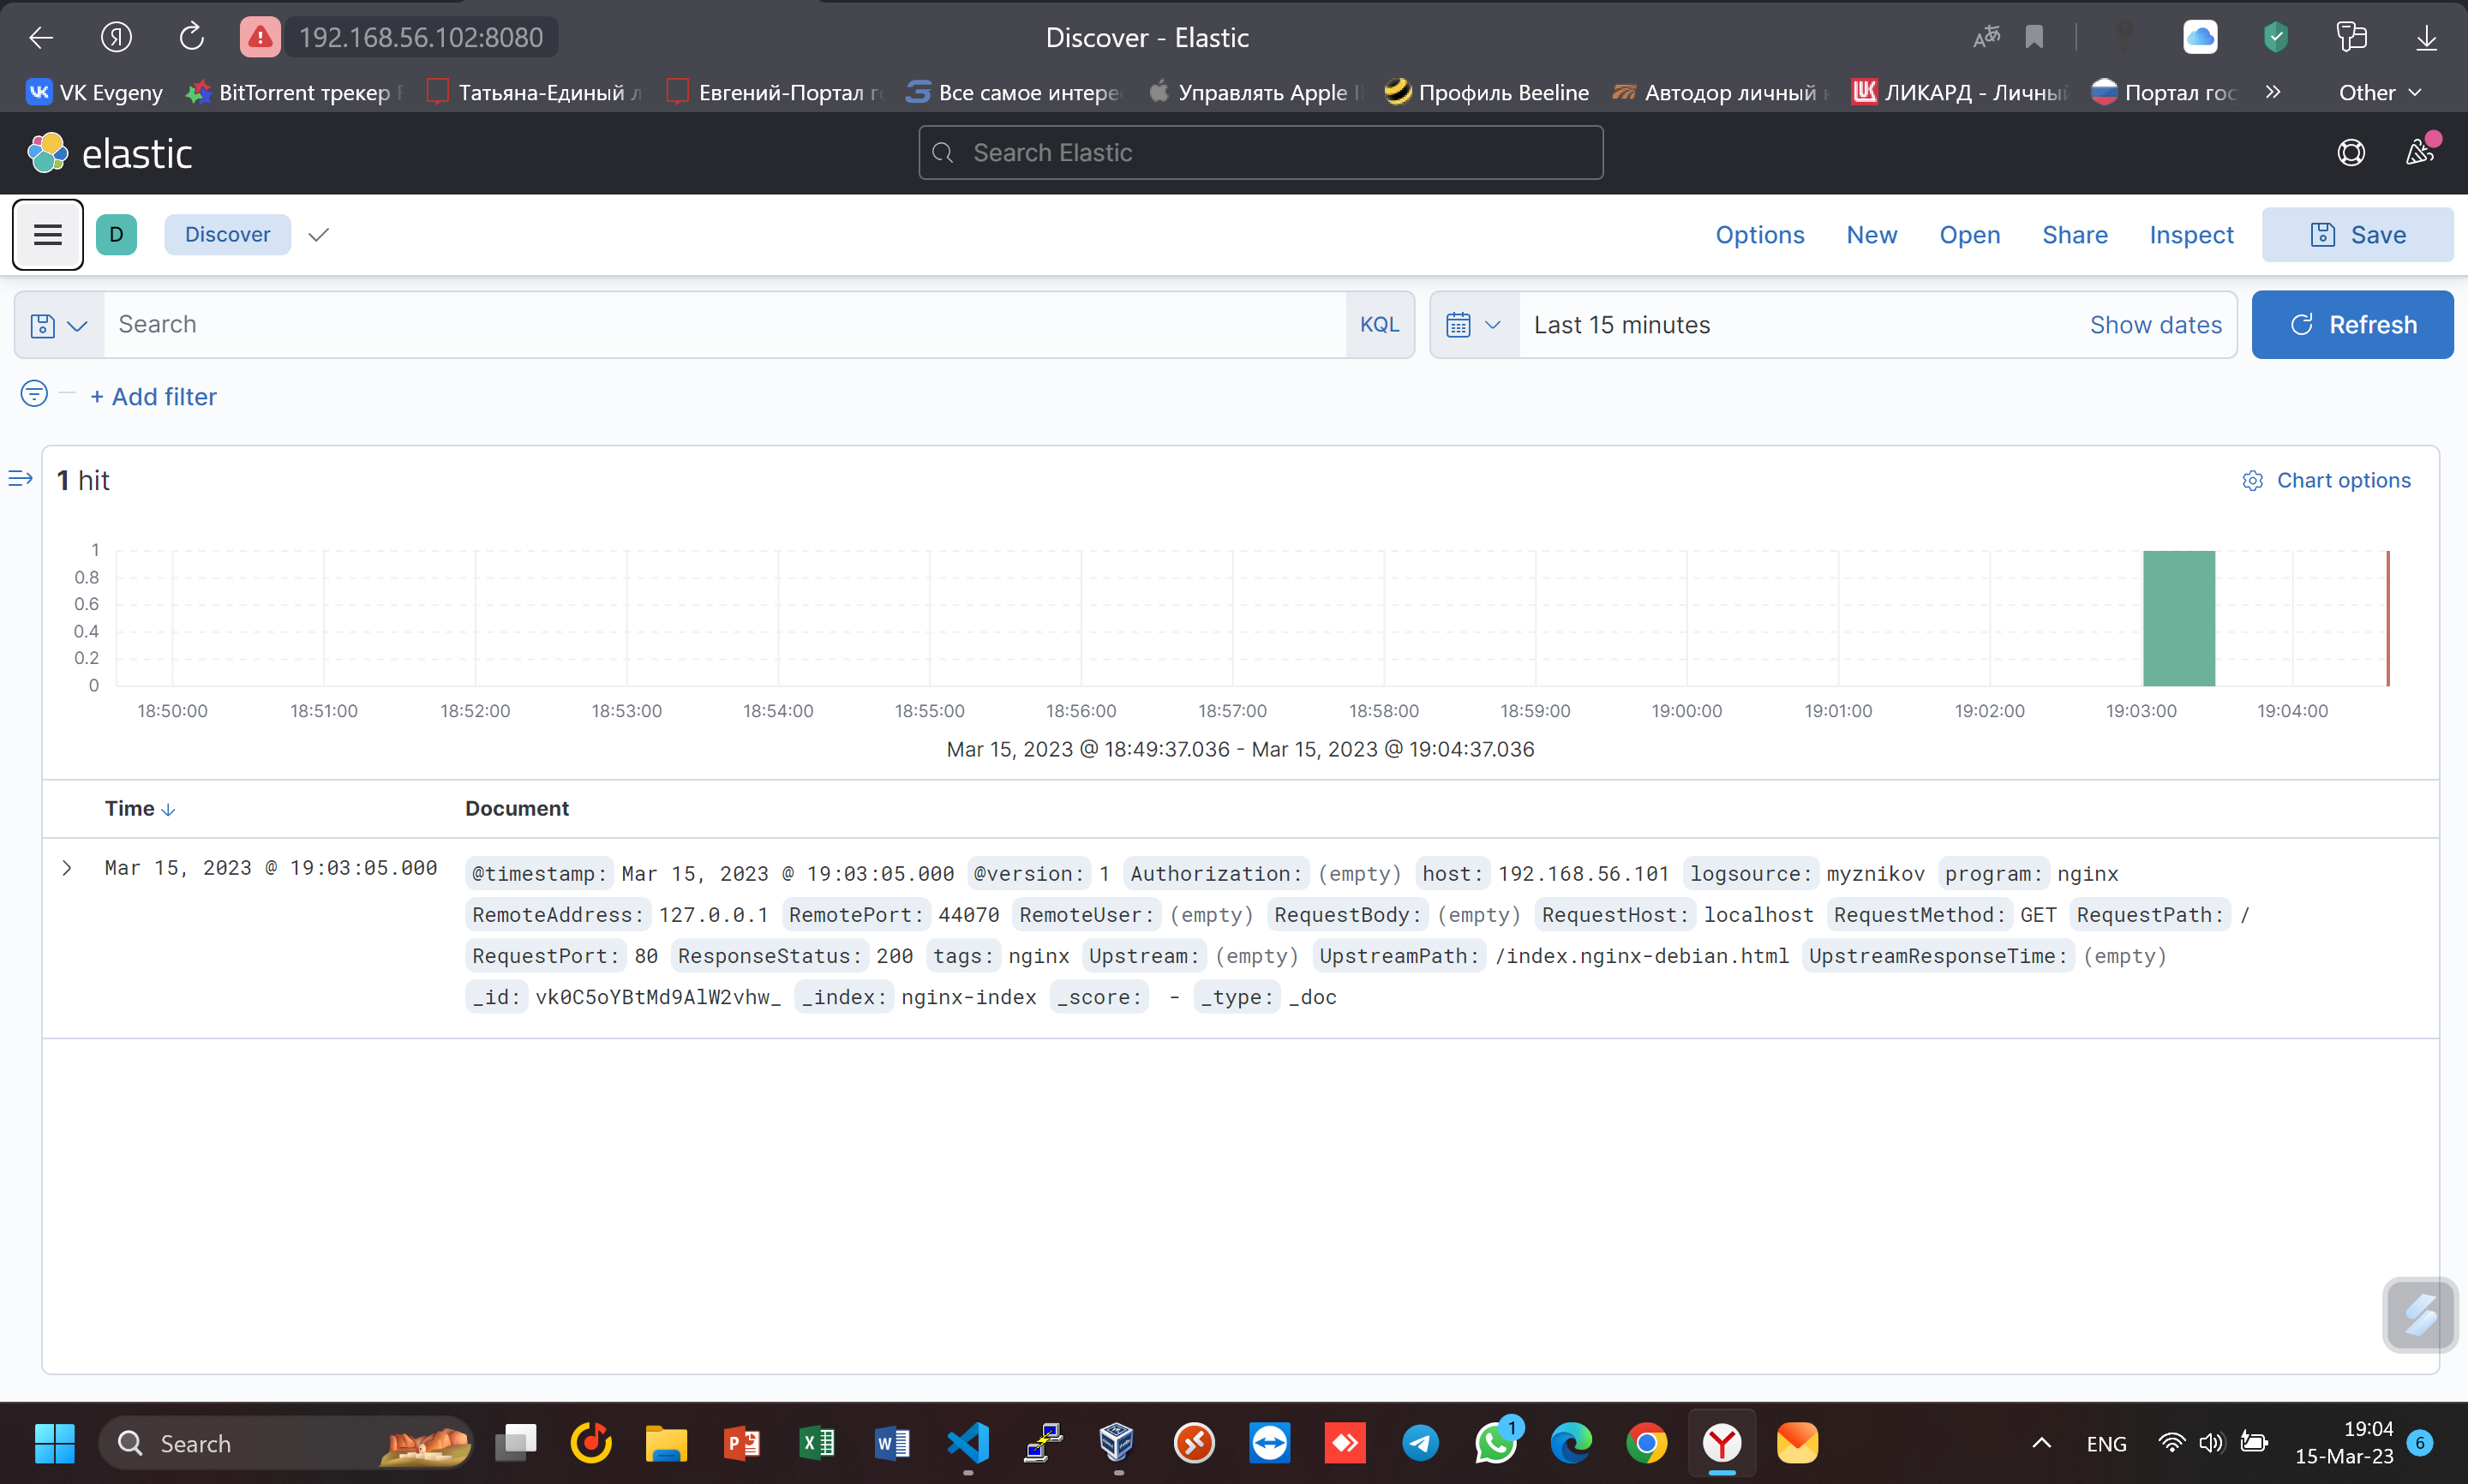 192.168.56.102:8080 Discover - Elastic
VK Evgeny BitTorrent трекер Татьяна-Единый Евгений-Портал Все самое интере Управлять Apple Профиль Beeline Автодор личный ЛИКАРД - Личный Портал гос » Other
elastic Search Elastic
D Discover Options New Open Share Inspect Save
Search KQL Last 15 minutes Show dates Refresh
+ Add filter
1 hit Chart options
1
0.8
0.6
0.4
0.2
0
18:50:00 18:51:00 18:52:00 18:53:00 18:54:00 18:55:00 18:56:00 18:57:00 18:58:00 18:59:00 19:00:00 19:01:00 19:02:00 19:03:00 19:04:00
Mar 15, 2023 @ 18:49:37.036 - Mar 15, 2023 @ 19:04:37.036
Time Document
Mar 15, 2023 @ 19:03:05.000 @timestamp: Mar 15, 2023 @ 19:03:05.000 @version: 1 Authorization: (empty) host: 192.168.56.101 logsource: myznikov program: nginx
RemoteAddress: 127.0.0.1 RemotePort: 44070 RemoteUser: (empty) RequestBody: (empty) RequestHost: localhost RequestMethod: GET RequestPath: /
RequestPort: 80 ResponseStatus: 200 tags: nginx Upstream: (empty) UpstreamPath: /index.nginx-debian.html UpstreamResponseTime: (empty)
_id: vk0C5oYBtMd9AlW2vhw_ _index: nginx-index _score: - _type: _doc
Search 1 ENG 19:04
15-Mar-23 6